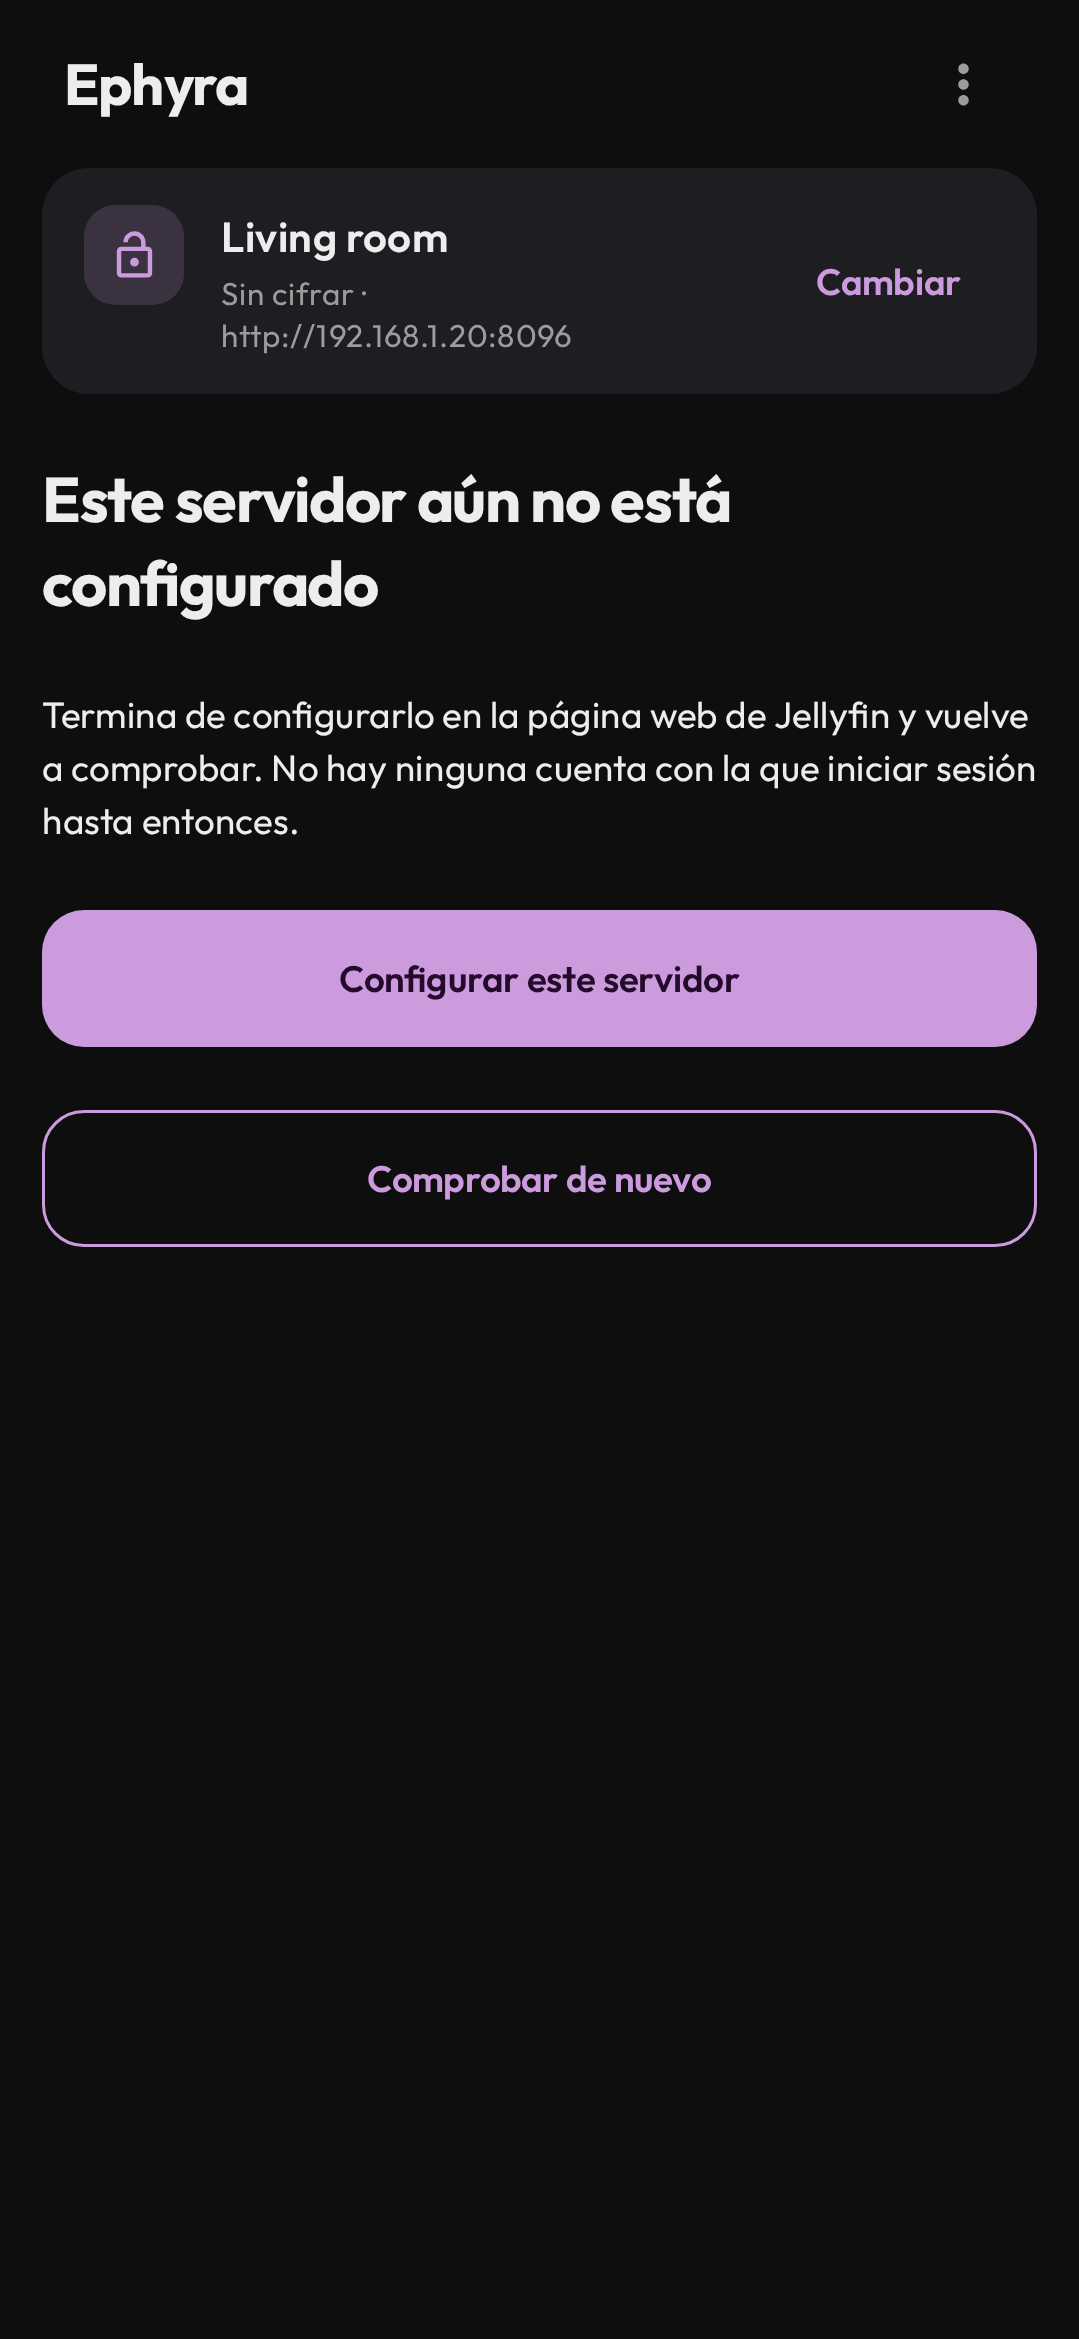 Ephyra
Living room
Sin cifrar ·
http://192.168.1.20:8096
Cambiar
Este servidor aún no está
configurado
Termina de configurarlo en la página web de Jellyfin y vuelve
a comprobar. No hay ninguna cuenta con la que iniciar sesión
hasta entonces.
Configurar este servidor
Comprobar de nuevo